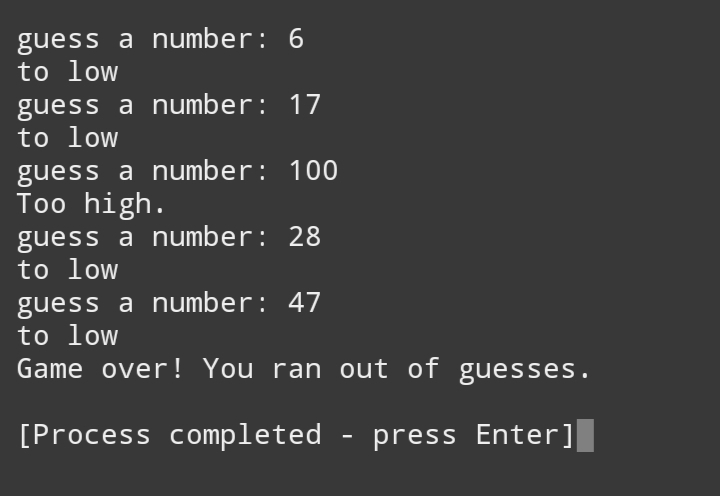 guess a number: 6
to low
guess a number: 17
to low
guess a number: 100
Too high.
guess a number: 28
to low
guess a number: 47
to low
Game over! You ran out of guesses.
[Process completed - press Enter]